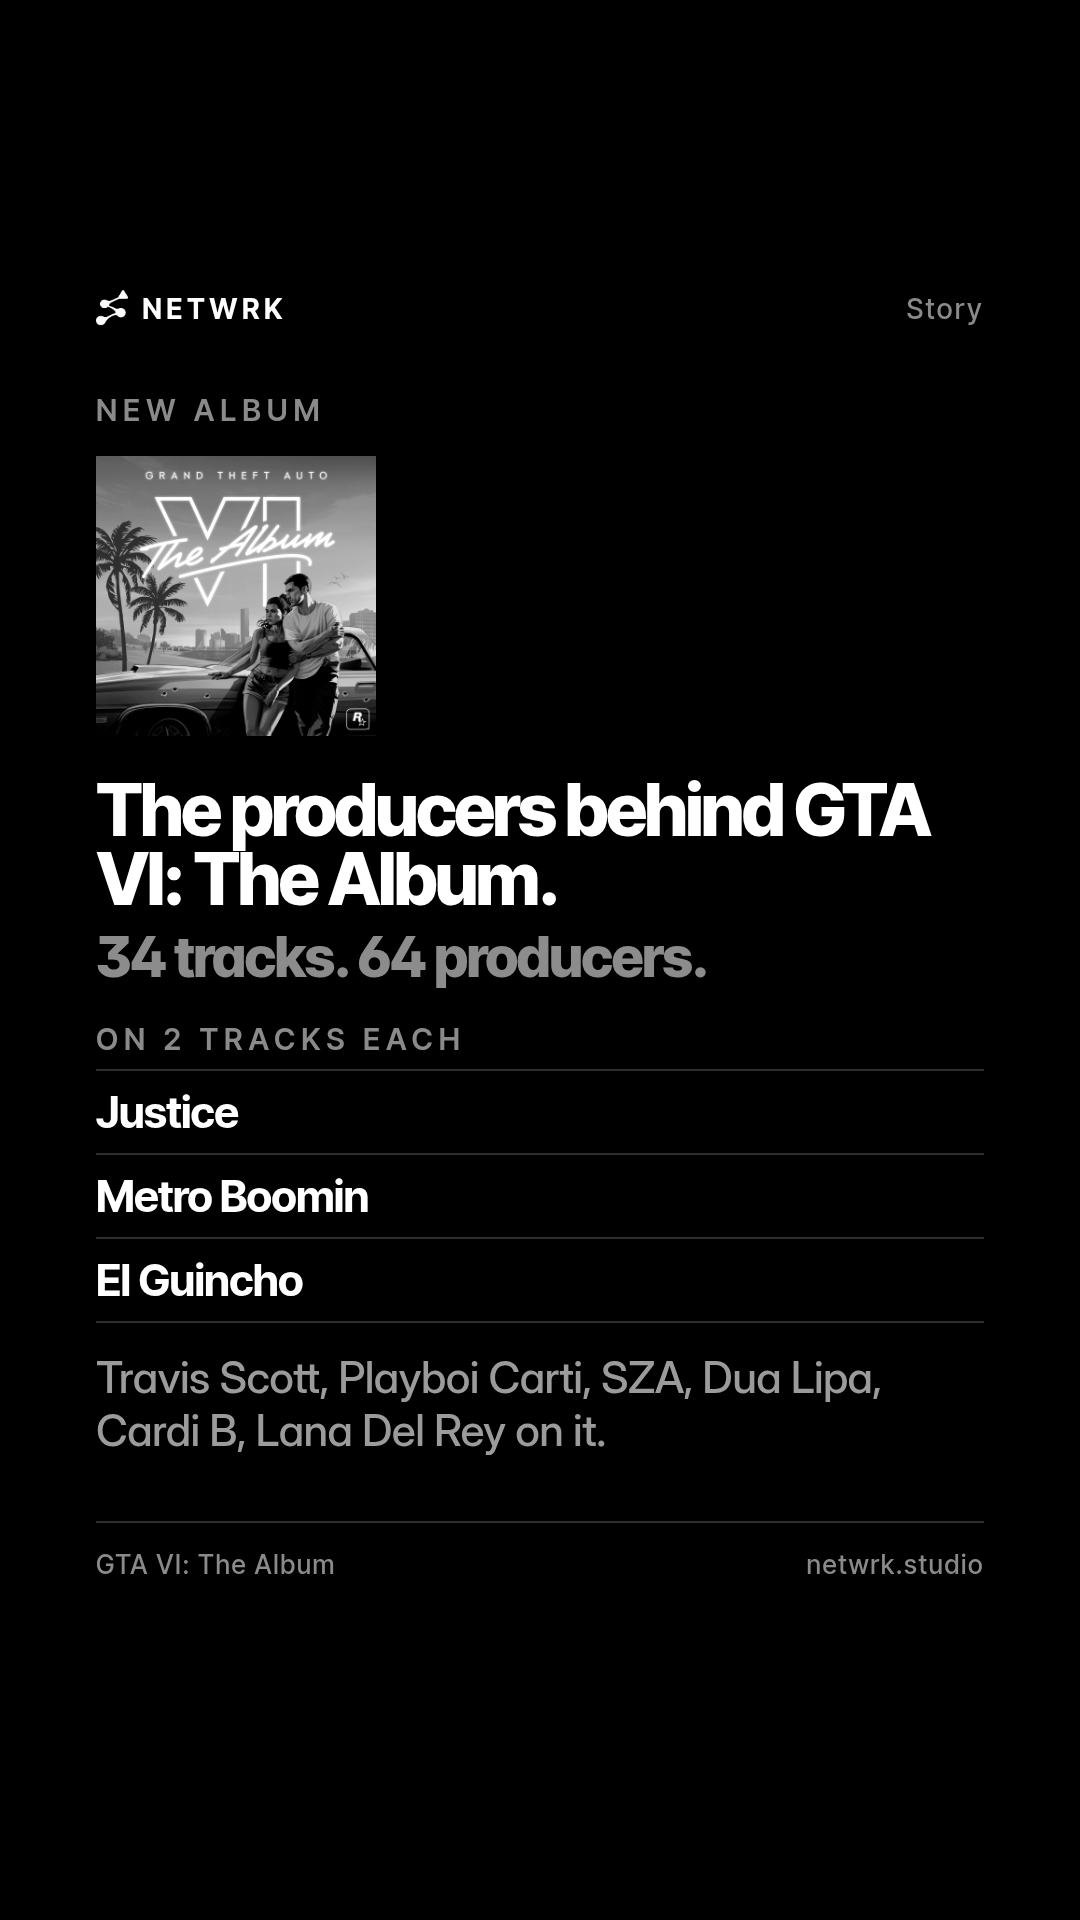 NETWRK
Story
NEW ALBUM
GRAND THEFT AUTO
VI
The Album
R
The producers behind GTA
VI: The Album.
34 tracks. 64 producers.
ON 2 TRACKS EACH
Justice
Metro Boomin
El Guincho
Travis Scott, Playboi Carti, SZA, Dua Lipa,
Cardi B, Lana Del Rey on it.
GTA VI: The Album
netwrk.studio